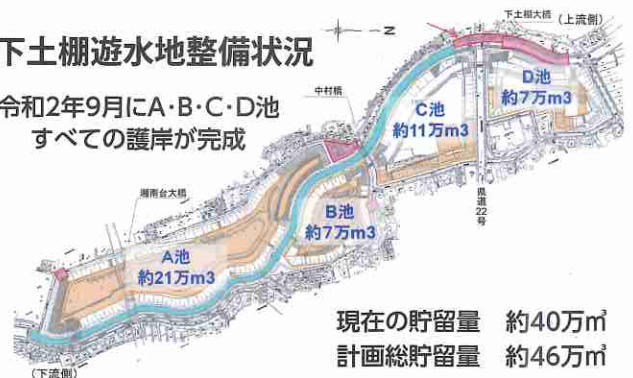 下土棚遊水地整備状況
令和2年9月にA・B・C・D池
すべての護岸が完成
下土棚大橋
(上流側)
N
中村橋
D池
約7万m3
C池
約11万m3
県道22号
湘南台大橋
B池
約7万m3
A池
約21万m3
(下流側)
現在の貯留量 約40万㎥
計画総貯留量 約46万㎥